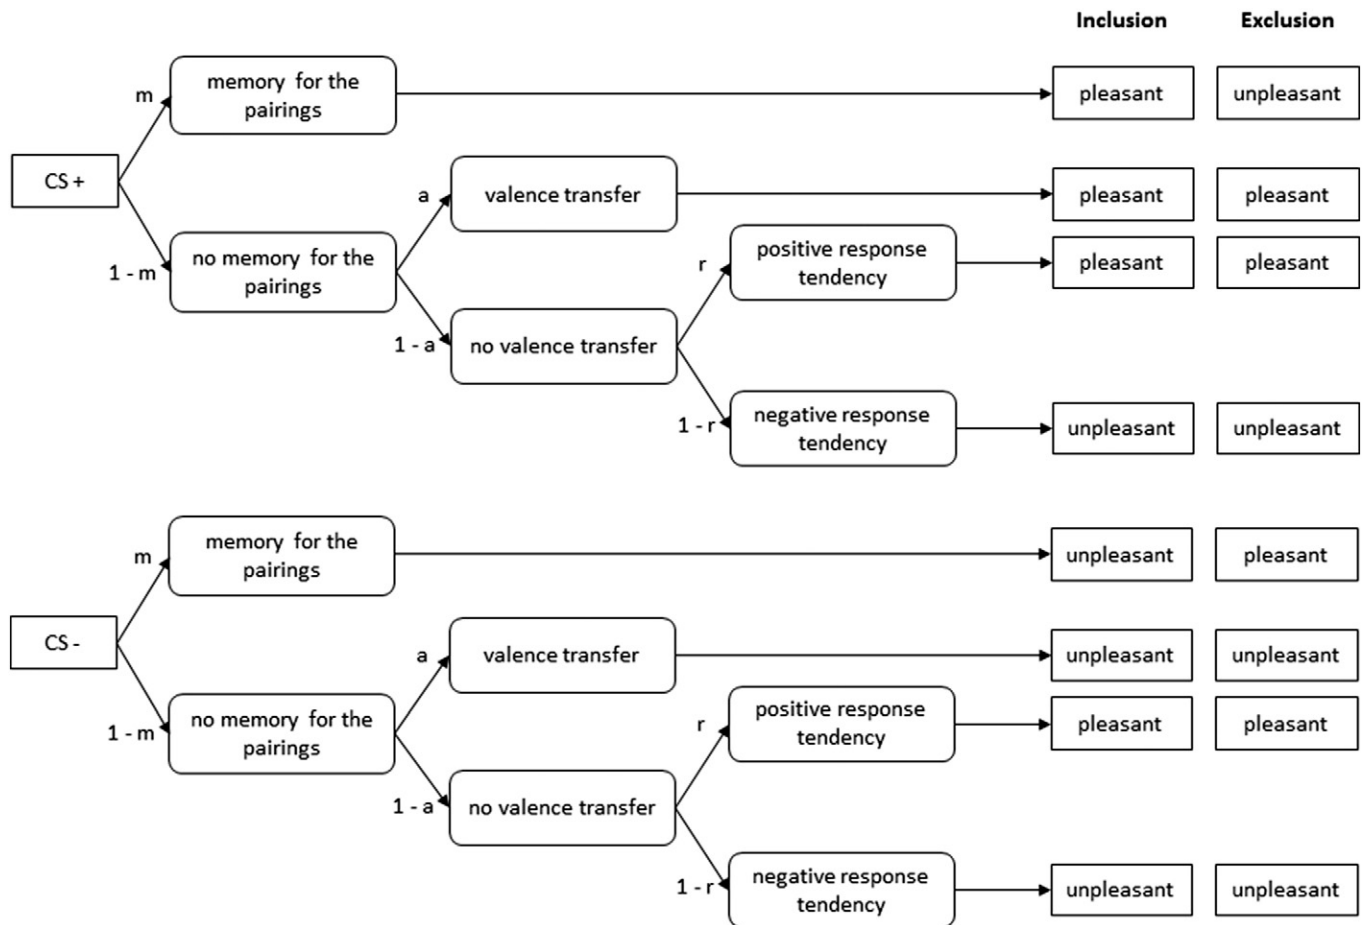 Inclusion Exclusion
memory for the
pairings
m
pleasant unpleasant
CS +
valence transfer
a
pleasant pleasant
no memory for the
pairings
1 - m
positive response
tendency
r
pleasant pleasant
no valence transfer
1 - a
negative response
tendency
1 - r
unpleasant unpleasant
memory for the
pairings
m
unpleasant pleasant
CS -
valence transfer
a
unpleasant unpleasant
no memory for the
pairings
1 - m
positive response
tendency
r
pleasant pleasant
no valence transfer
1 - a
negative response
tendency
1 - r
unpleasant unpleasant